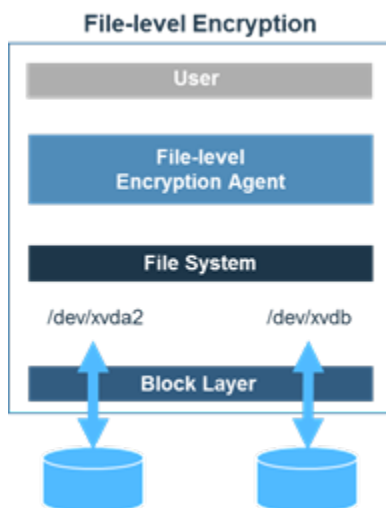 File-level Encryption
User
File-level
Encryption Agent
File System
/dev/xvda2 /dev/xvdb
Block Layer